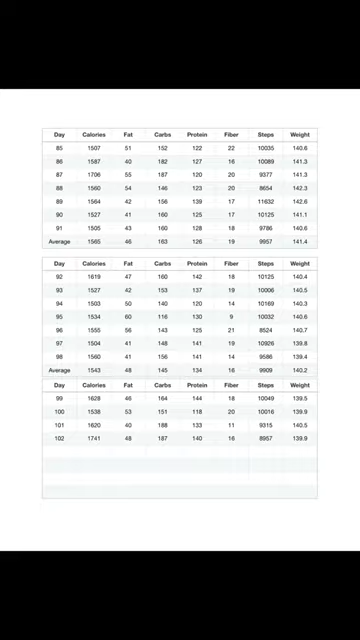 Day Calories Fat Carbs Protein Fiber Steps Weight
85 1507 51 152 122 22 10035 140.6
86 1587 40 182 127 16 10089 141.3
87 1706 55 187 120 20 9377 141.3
88 1560 54 146 123 20 8654 142.3
89 1564 42 156 139 17 11632 142.6
90 1527 41 160 125 17 10125 141.1
91 1505 43 160 128 18 9786 140.6
Average 1565 46 163 126 19 9957 141.4
Day Calories Fat Carbs Protein Fiber Steps Weight
92 1619 47 160 142 18 10125 140.4
93 1527 42 153 137 19 10006 140.5
94 1503 50 140 120 14 10169 140.3
95 1534 60 116 130 9 10032 140.6
96 1555 56 143 125 21 8524 140.7
97 1504 41 148 141 19 10926 139.8
98 1560 41 156 141 14 9586 139.4
Average 1543 48 145 134 16 9909 140.2
Day Calories Fat Carbs Protein Fiber Steps Weight
99 1628 46 164 144 18 10049 139.5
100 1538 53 151 118 20 10016 139.9
101 1620 40 188 133 11 9315 140.5
102 1741 48 187 140 16 8957 139.9